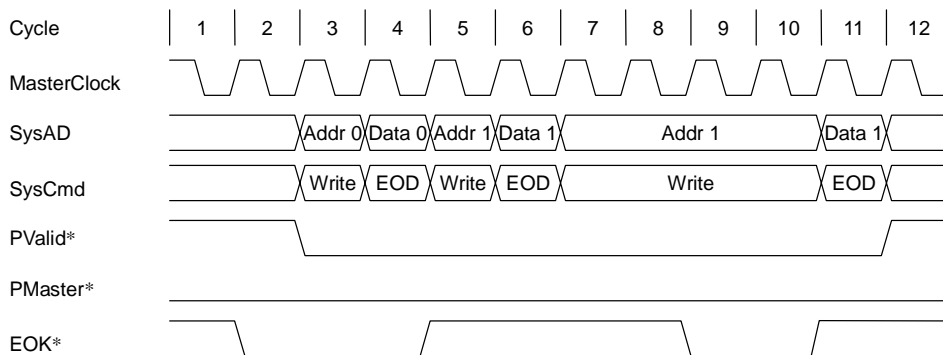 Cycle 1 2 3 4 5 6 7 8 9 10 11 12
MasterClock
SysAD Addr 0 Data 0 Addr 1 Data 1 Addr 1 Data 1
SysCmd Write EOD Write EOD Write EOD
PValid*
PMaster*
EOK*